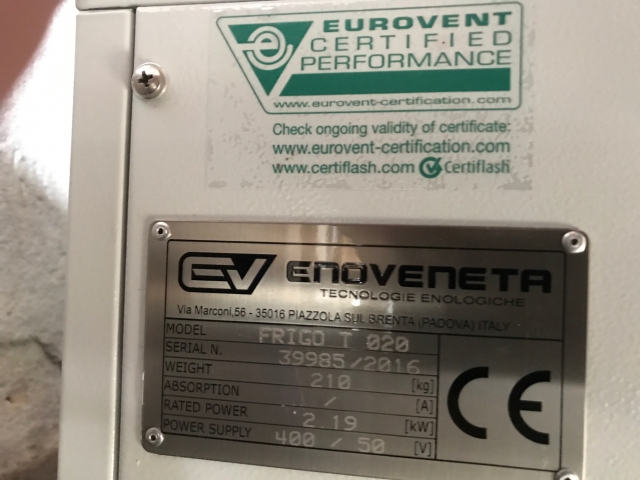 EUROVENT
CERTIFIED
PERFORMANCE
www.eurovent-certification.com
Check ongoing validity of certificate:
www.eurovent-certification.com
www.certiflash.com Certiflash
EV ENOVENETA
TECNOLOGIE ENOLOGICHE
Via Marconi,56 - 35016 PIAZZOLA SUL BRENTA (PADOVA) ITALY
MODEL FRIGO T 020
SERIAL N. 39985/2016
WEIGHT 210 [kg]
ABSORPTION / [A]
RATED POWER 2.19 [kW]
POWER SUPPLY 400 / 50 [V]
CE